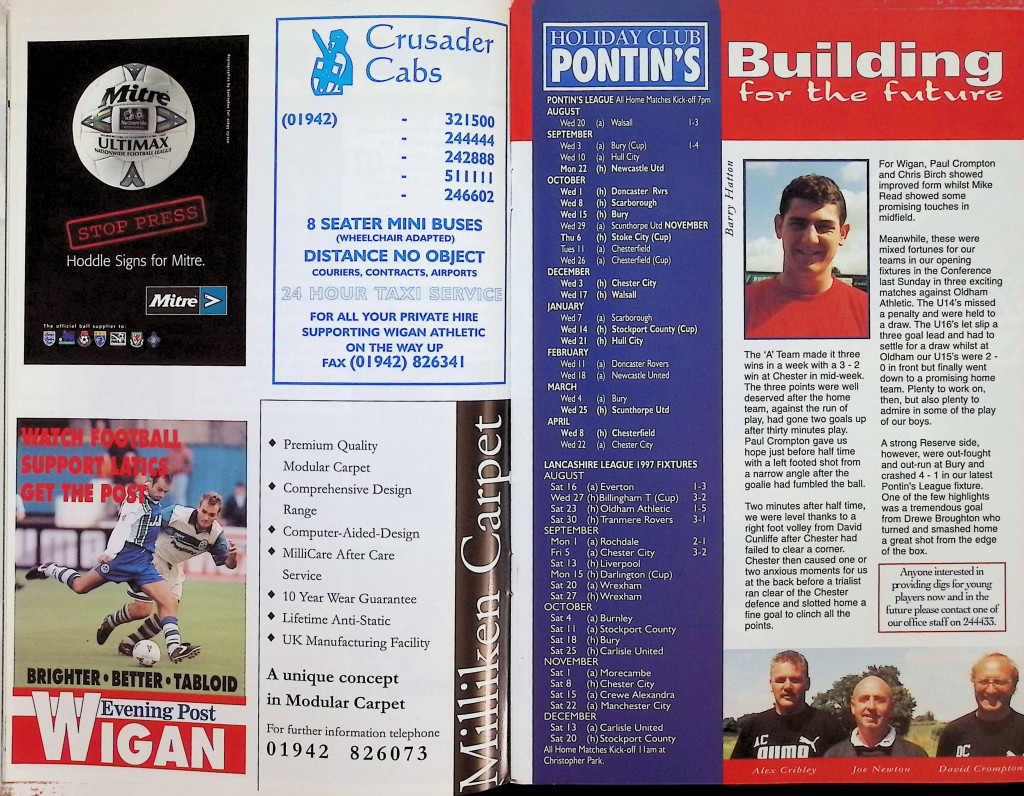 Mitre
Nationwide
ULTIMAX
NATIONWIDE FOOTBALL LEAGUE
STOP PRESS
Hoddle Signs for Mitre.
Mitre
The official ball supplier to:
Crusader
Cabs
(01942) - 321500
- 244444
- 242888
- 511111
- 246602
8 SEATER MINI BUSES
(WHEELCHAIR ADAPTED)
DISTANCE NO OBJECT
COURIERS, CONTRACTS, AIRPORTS
24 HOUR TAXI SERVICE
FOR ALL YOUR PRIVATE HIRE
SUPPORTING WIGAN ATHLETIC
ON THE WAY UP
FAX (01942) 826341
WATCH FOOTBALL
SUPPORT LATICS
GET THE POST
BRIGHTER • BETTER • TABLOID
Evening Post
WIGAN
◆ Premium Quality
Modular Carpet
◆ Comprehensive Design
Range
◆ Computer-Aided-Design
◆ MilliCare After Care
Service
◆ 10 Year Wear Guarantee
◆ Lifetime Anti-Static
◆ UK Manufacturing Facility
A unique concept
in Modular Carpet
For further information telephone
01942 826073
Milliken Carpet
HOLIDAY CLUB
PONTIN'S
PONTIN'S LEAGUE All Home Matches Kick-off 7pm
AUGUST
Wed 20 (a) Walsall 1-3
SEPTEMBER
Wed 3 (a) Bury (Cup) 1-4
Wed 10 (a) Hull City
Mon 22 (h) Newcastle Utd
OCTOBER
Wed 1 (h) Doncaster Rvrs
Wed 8 (h) Scarborough
Wed 15 (h) Bury
Wed 29 (a) Scunthorpe Utd NOVEMBER
Thu 6 (h) Stoke City (Cup)
Tues 11 (a) Chesterfield
Wed 26 (a) Chesterfield (Cup)
DECEMBER
Wed 3 (h) Chester City
Wed 17 (h) Walsall
JANUARY
Wed 7 (a) Scarborough
Wed 14 (h) Stockport County (Cup)
Wed 21 (h) Hull City
FEBRUARY
Wed 11 (a) Doncaster Rovers
Wed 18 (a) Newcastle United
MARCH
Wed 4 (a) Bury
Wed 25 (h) Scunthorpe Utd
APRIL
Wed 8 (h) Chesterfield
Wed 22 (a) Chester City
LANCASHIRE LEAGUE 1997 FIXTURES
AUGUST
Sat 16 (a) Everton 1-3
Wed 27 (h) Billingham T (Cup) 3-2
Sat 23 (h) Oldham Athletic 1-5
Sat 30 (h) Tranmere Rovers 3-1
SEPTEMBER
Mon 1 (a) Rochdale 2-1
Fri 5 (a) Chester City 3-2
Sat 13 (h) Liverpool
Mon 15 (h) Darlington (Cup)
Sat 20 (a) Wrexham
Sat 27 (h) Wrexham
OCTOBER
Sat 4 (a) Burnley
Sat 11 (a) Stockport County
Sat 18 (h) Bury
Sat 25 (h) Carlisle United
NOVEMBER
Sat 1 (a) Morecambe
Sat 8 (h) Chester City
Sat 15 (a) Crewe Alexandra
Sat 22 (a) Manchester City
DECEMBER
Sat 13 (a) Carlisle United
Sat 20 (h) Stockport County
All Home Matches Kick-off 11am at
Christopher Park.
Building
for the future
Barry Hatton
The 'A' Team made it three
wins in a week with a 3 - 2
win at Chester in mid-week.
The three points were well
deserved after the home
team, against the run of
play, had gone two goals up
after thirty minutes play.
Paul Crompton gave us
hope just before half time
with a left footed shot from
a narrow angle after the
goalie had fumbled the ball.
Two minutes after half time,
we were level thanks to a
right foot volley from David
Cunliffe after Chester had
failed to clear a corner.
Chester then caused one or
two anxious moments for us
at the back before a trialist
ran clear of the Chester
defence and slotted home a
fine goal to clinch all the
points.
For Wigan, Paul Crompton
and Chris Birch showed
improved form whilst Mike
Read showed some
promising touches in
midfield.
Meanwhile, these were
mixed fortunes for our
teams in our opening
fixtures in the Conference
last Sunday in three exciting
matches against Oldham
Athletic. The U14's missed
a penalty and were held to
a draw. The U16's let slip a
three goal lead and had to
settle for a draw whilst at
Oldham our U15's were 2 -
0 in front but finally went
down to a promising home
team. Plenty to work on,
then, but also plenty to
admire in some of the play
of our boys.
A strong Reserve side,
however, were out-fought
and out-run at Bury and
crashed 4 - 1 in our latest
Pontin's League fixture.
One of the few highlights
was a tremendous goal
from Drewe Broughton who
turned and smashed home
a great shot from the edge
of the box.
Anyone interested in
providing digs for young
players now and in the
future please contact one of
our office staff on 244433.
AC
PUMA
DC
Alex Cribley
Joe Newton
David Crompton